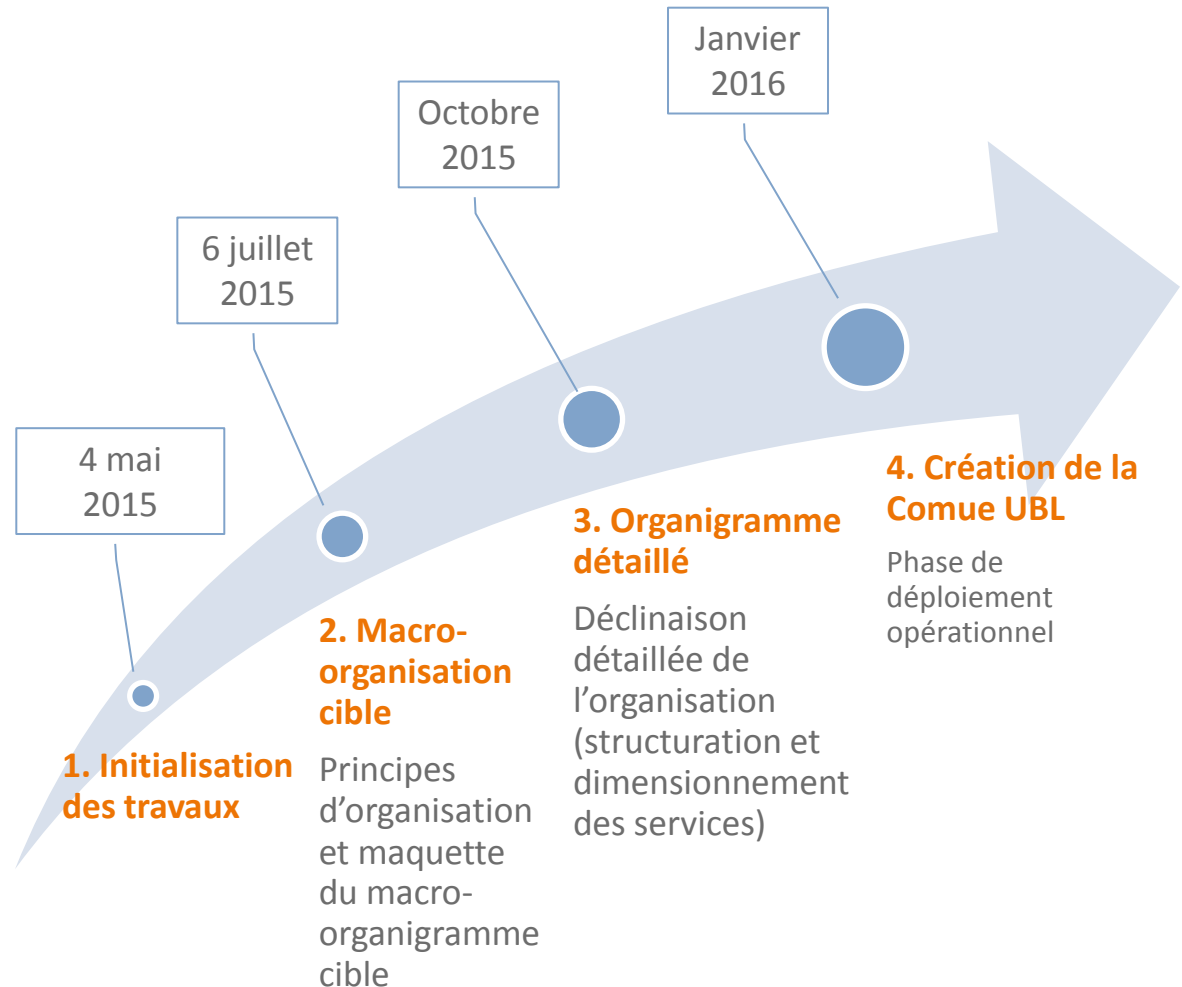 4 mai
2015
1. Initialisation
des travaux
6 juillet
2015
2. Macro-
organisation
cible
Principes
d’organisation
et maquette
du macro-
organigramme
cible
Octobre
2015
3. Organigramme
détaillé
Déclinaison
détaillée de
l’organisation
(structuration et
dimensionnement
des services)
Janvier
2016
4. Création de la
Comue UBL
Phase de
déploiement
opérationnel